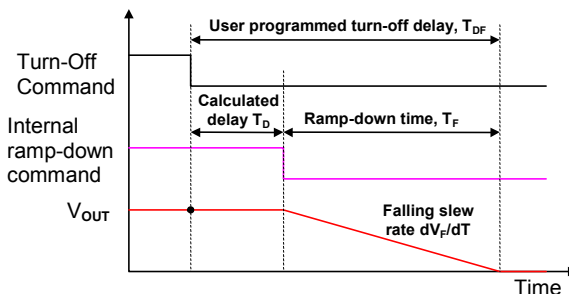 User programmed turn-off delay, TDF
Turn-Off
Command
Calculated
delay TD
Ramp-down time, TF
Internal
ramp-down
command
VOUT
Falling slew
rate dVF/dT
Time